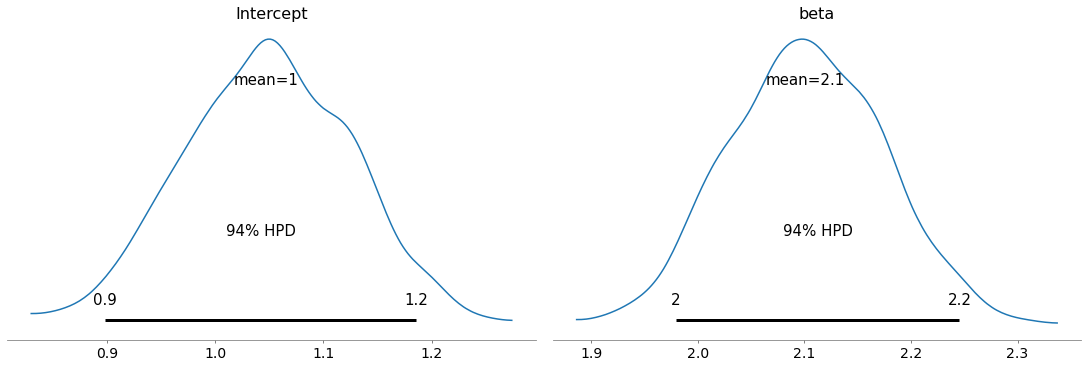 Intercept
mean=1
94% HPD
0.9 1.2
0.9 1.0 1.1 1.2
beta
mean=2.1
94% HPD
2 2.2
1.9 2.0 2.1 2.2 2.3